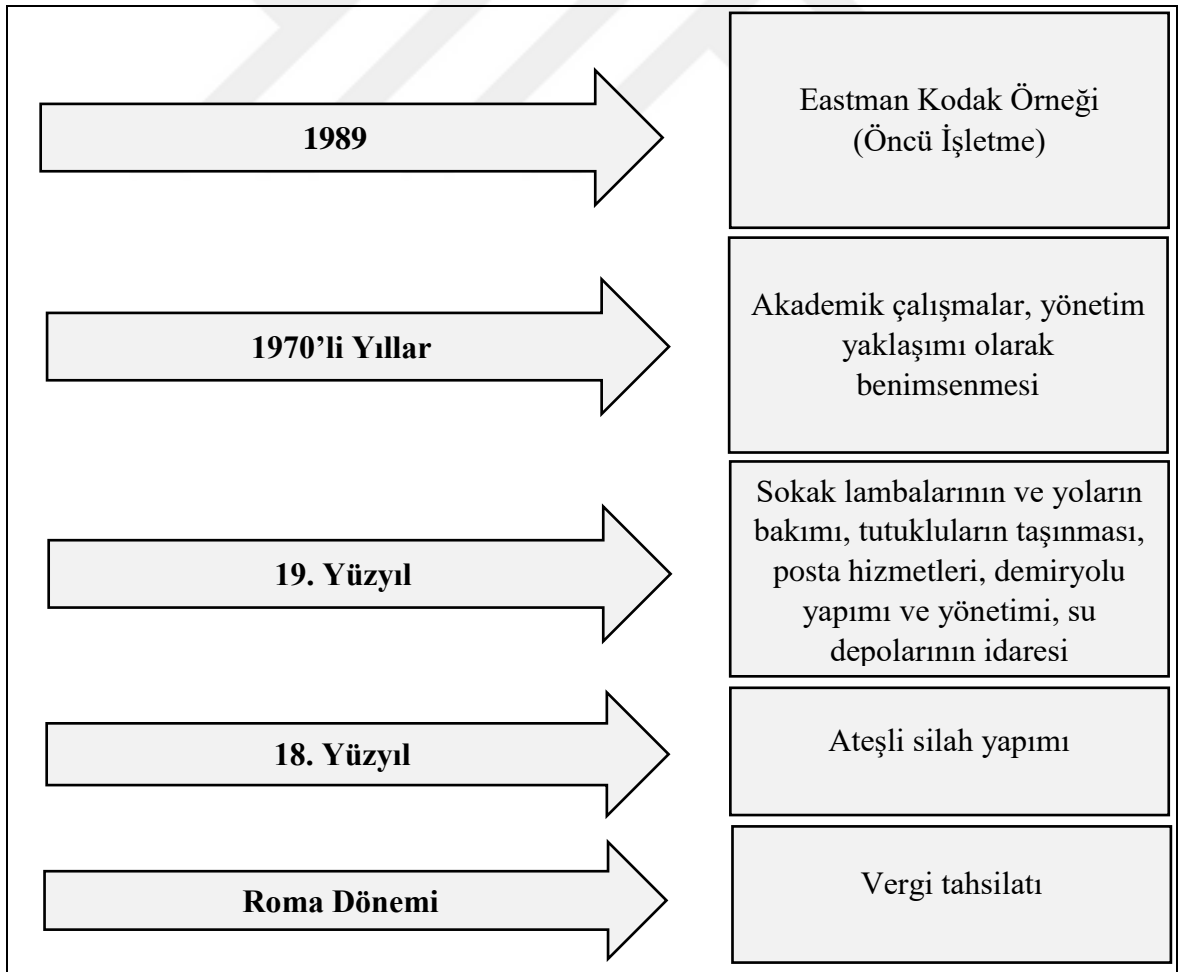 1989
Eastman Kodak Örneği
(Öncü İşletme)
1970’li Yıllar
Akademik çalışmalar, yönetim
yaklaşımı olarak
benimsenmesi
19. Yüzyıl
Sokak lambalarının ve yoların
bakımı, tutukluların taşınması,
posta hizmetleri, demiryolu
yapımı ve yönetimi, su
depolarının idaresi
18. Yüzyıl
Ateşli silah yapımı
Roma Dönemi
Vergi tahsilatı